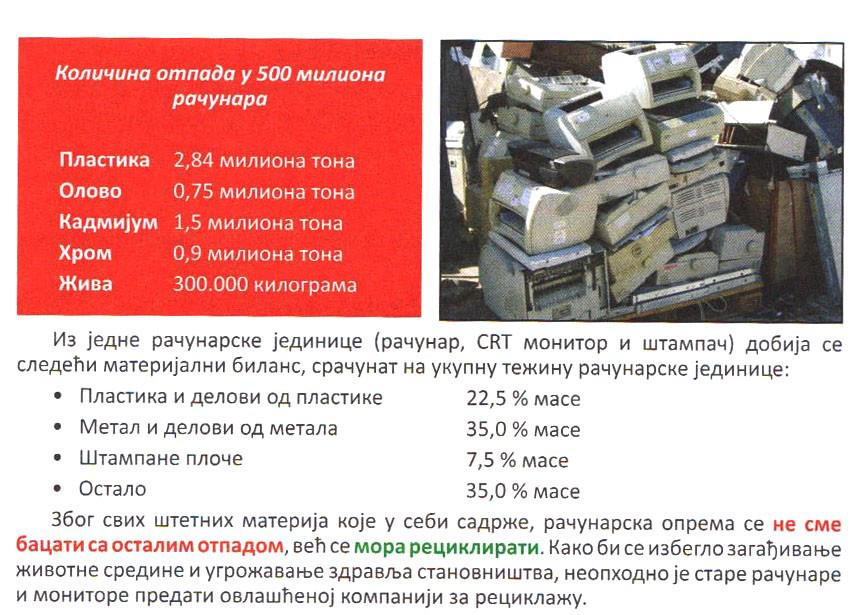 Количина отпада у 500 милиона
рачунара
Пластика 2,84 милиона тона
Олово 0,75 милиона тона
Кадмијум 1,5 милиона тона
Хром 0,9 милиона тона
Жива 300.000 килограма
Из једне рачунарске јединице (рачунар, CRT монитор и штампач) добија се
следећи материјални биланс, срачунат на укупну тежину рачунарске јединице:
• Пластика и делови од пластике 22,5 % масе
• Метал и делови од метала 35,0 % масе
• Штампане плоче 7,5 % масе
• Остало 35,0 % масе
Због свих штетних материја које у себи садрже, рачунарска опрема се не сме
бацати са осталим отпадом, већ се мора рециклирати. Како би се избегло загађивање
животне средине и угрожавање здравља становништва, неопходно је старе рачунаре
и мониторе предати овлашћеној компанији за рециклажу.